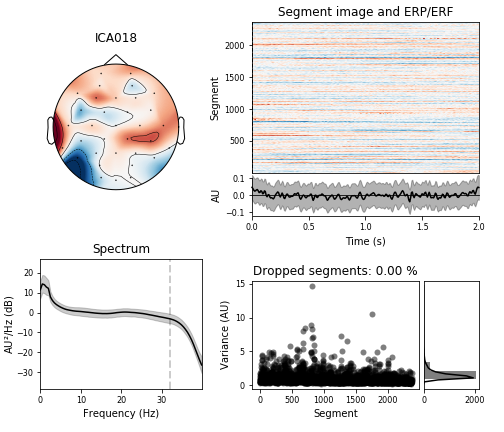 ICA018
Segment image and ERP/ERF
2000
1500
1000
500
Segment
0.1
0.0
−0.1
AU
0.0 0.5 1.0 1.5 2.0
Time (s)
Spectrum
20
10
0
−10
−20
−30
AU²/Hz (dB)
0 10 20 30
Frequency (Hz)
Dropped segments: 0.00 %
15
10
5
0
Variance (AU)
0 500 1000 1500 2000
Segment
0 2000